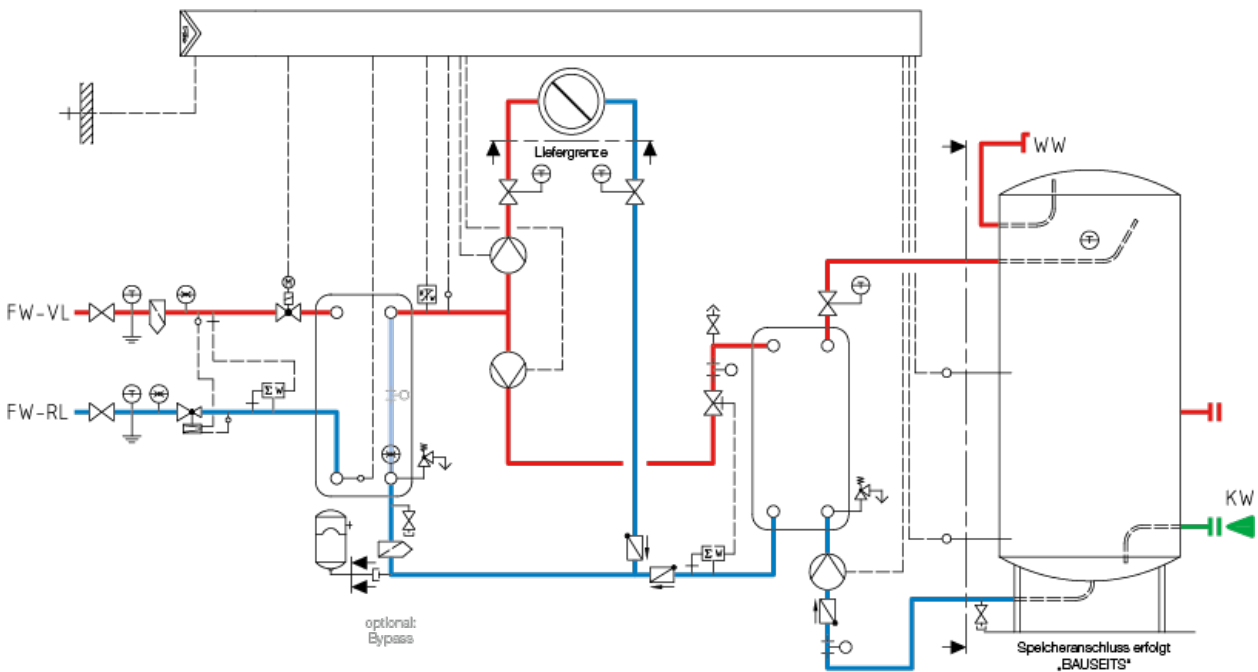 Liefergrenze
WW
M
T
T
T
T
FW-VL
T
Σ W
FW-RL
T
KW
Σ W
optional:
Bypass
Speicheranschluss erfolgt
„BAUSEITS"